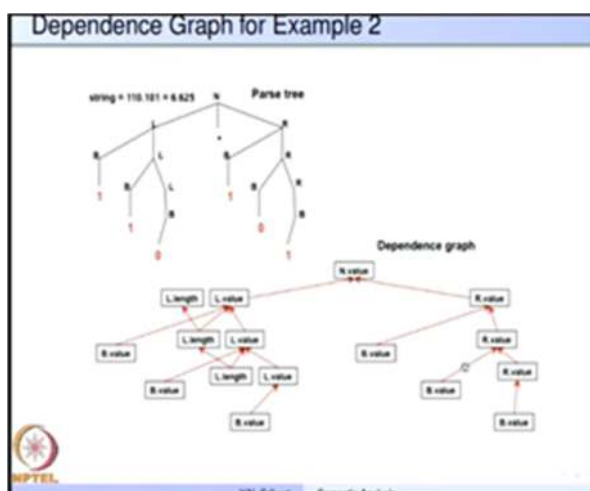 Dependence Graph for Example 2
string = 110.101 = 6.625
N
Parse tree
L
.
R
B
L
B
R
1
B
L
1
B
R
1
B
0
B
0
1
Dependence graph
N.value
L.length
L.value
R.value
B.value
L.length
L.value
B.value
R.value
B.value
L.length
L.value
B.value
R.value
B.value
B.value
NPTEL